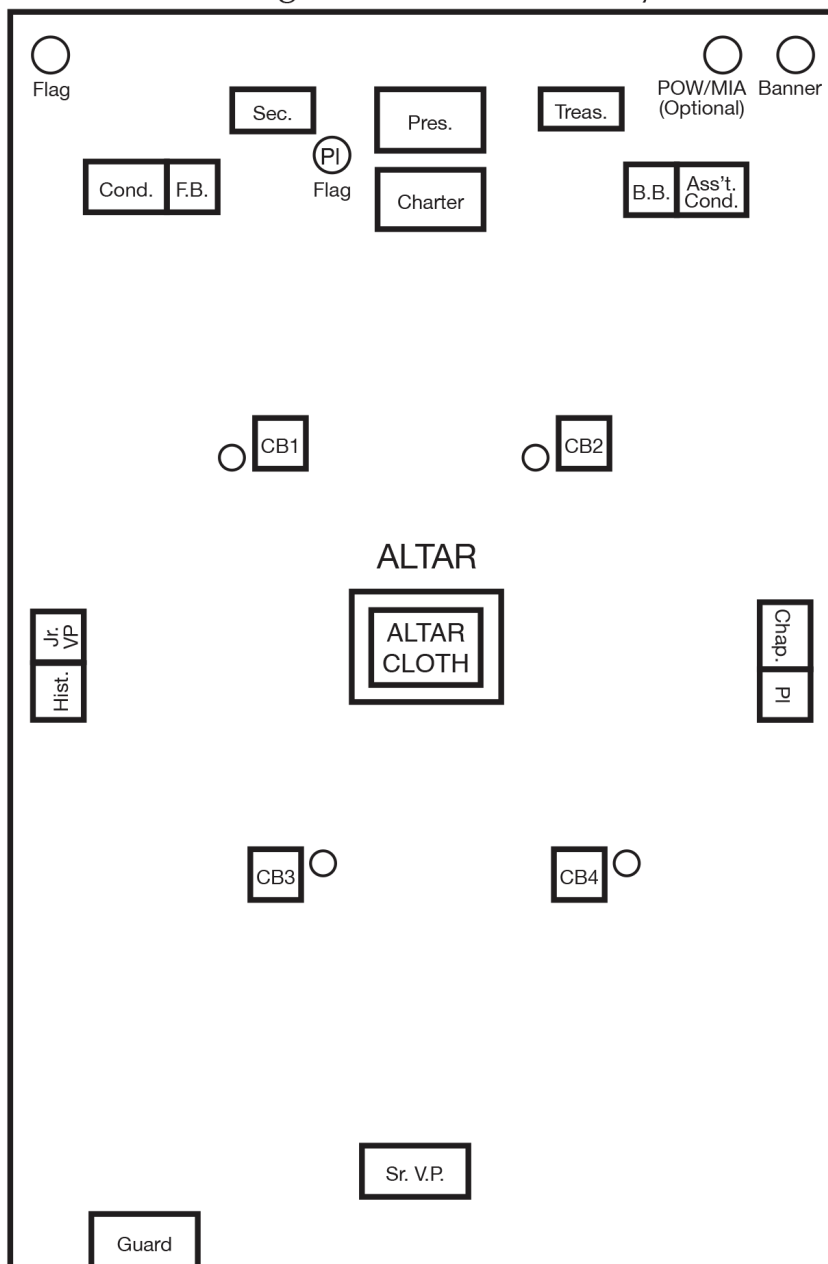 Flag
POW/MIA
(Optional)
Banner
Sec.
Pres.
Treas.
PI
Flag
Cond.
F.B.
Charter
B.B.
Ass't.
Cond.
CB1
CB2
ALTAR
ALTAR
CLOTH
Jr.
VP
Hist.
Chap.
PI
CB3
CB4
Sr. V.P.
Guard